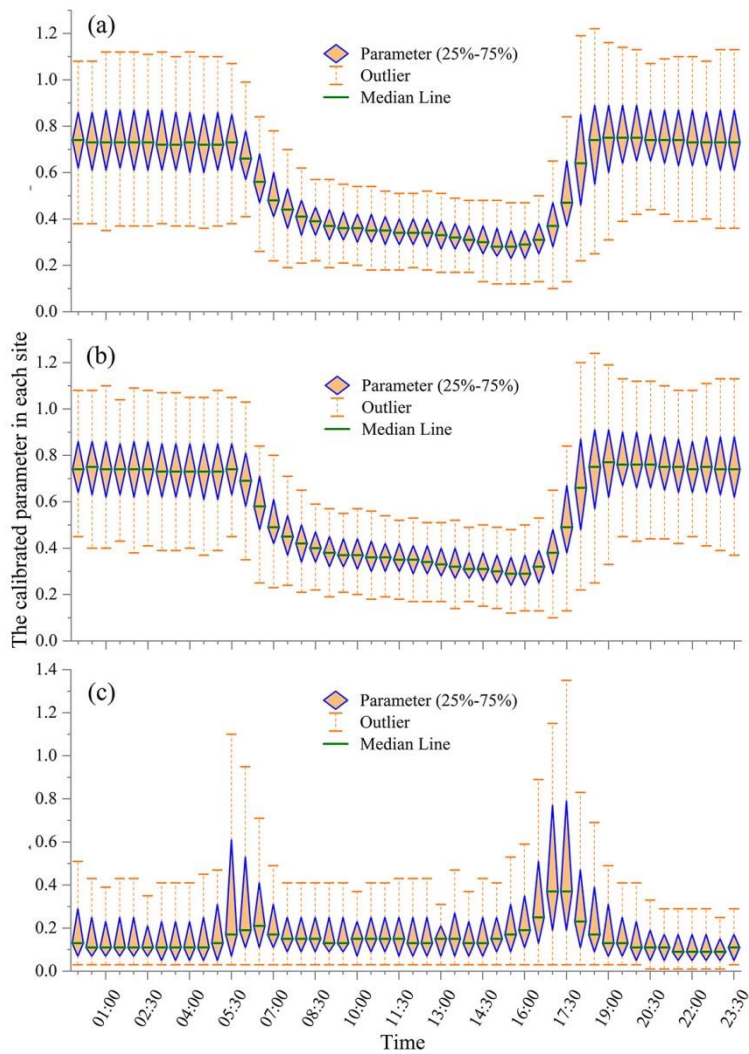 (a)
Parameter (25%-75%)
Outlier
Median Line
1.2
1.0
0.8
0.6
0.4
0.2
0.0
(b)
Parameter (25%-75%)
Outlier
Median Line
1.2
1.0
0.8
0.6
0.4
0.2
0.0
The calibrated parameter in each site
(c)
Parameter (25%-75%)
Outlier
Median Line
1.4
1.2
1.0
0.8
0.6
0.4
0.2
0.0
01:00 02:30 04:00 05:30 07:00 08:30 10:00 11:30 13:00 14:30 16:00 17:30 19:00 20:30 22:00 23:30
Time